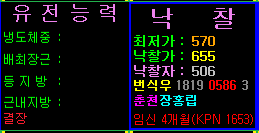 유전능력
냉도체중 :
배최장근 :
등지방 :
근내지방 :
결장
낙찰
최저가 : 570
낙찰가 : 655
낙찰자 : 506
번식우 1819 0586 3
춘천장흥립
임신 4개월(KPN 1653)